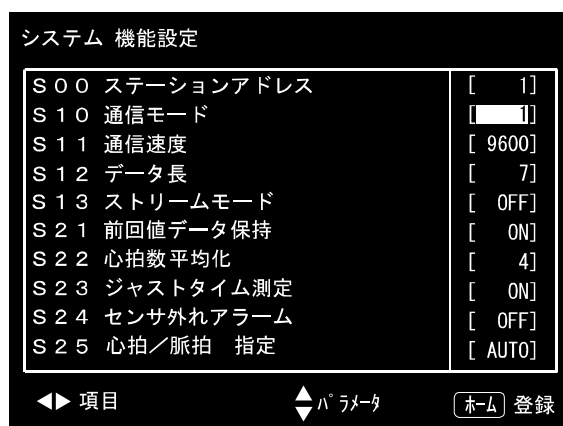 システム 機能設定
S00 ステーションアドレス [ 1]
S10 通信モード [ 1]
S11 通信速度 [ 9600]
S12 データ長 [ 7]
S13 ストリームモード [ OFF]
S21 前回値データ保持 [ ON]
S22 心拍数平均化 [ 4]
S23 ジャストタイム測定 [ ON]
S24 センサ外れアラーム [ OFF]
S25 心拍/脈拍 指定 [ AUTO]
◀▶ 項目 ▲▼ パラメータ ホーム 登録